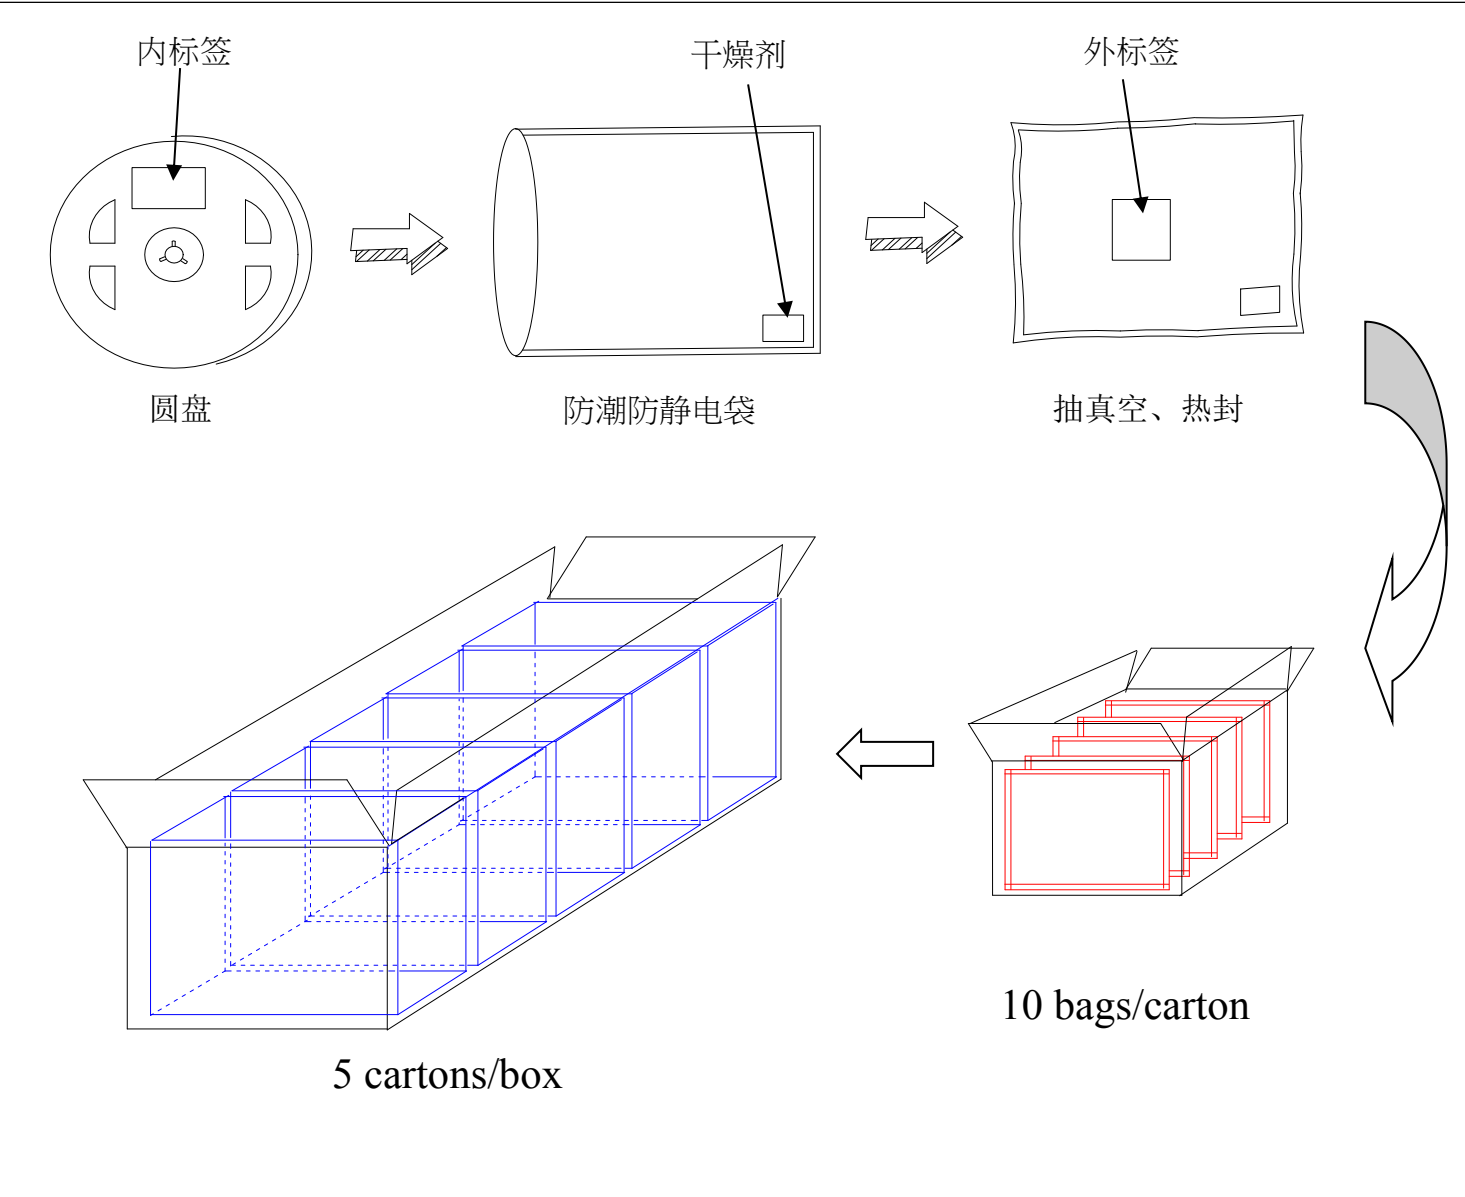 内标签
干燥剂
外标签
圆盘
防潮防静电袋
抽真空、热封
10 bags/carton
5 cartons/box